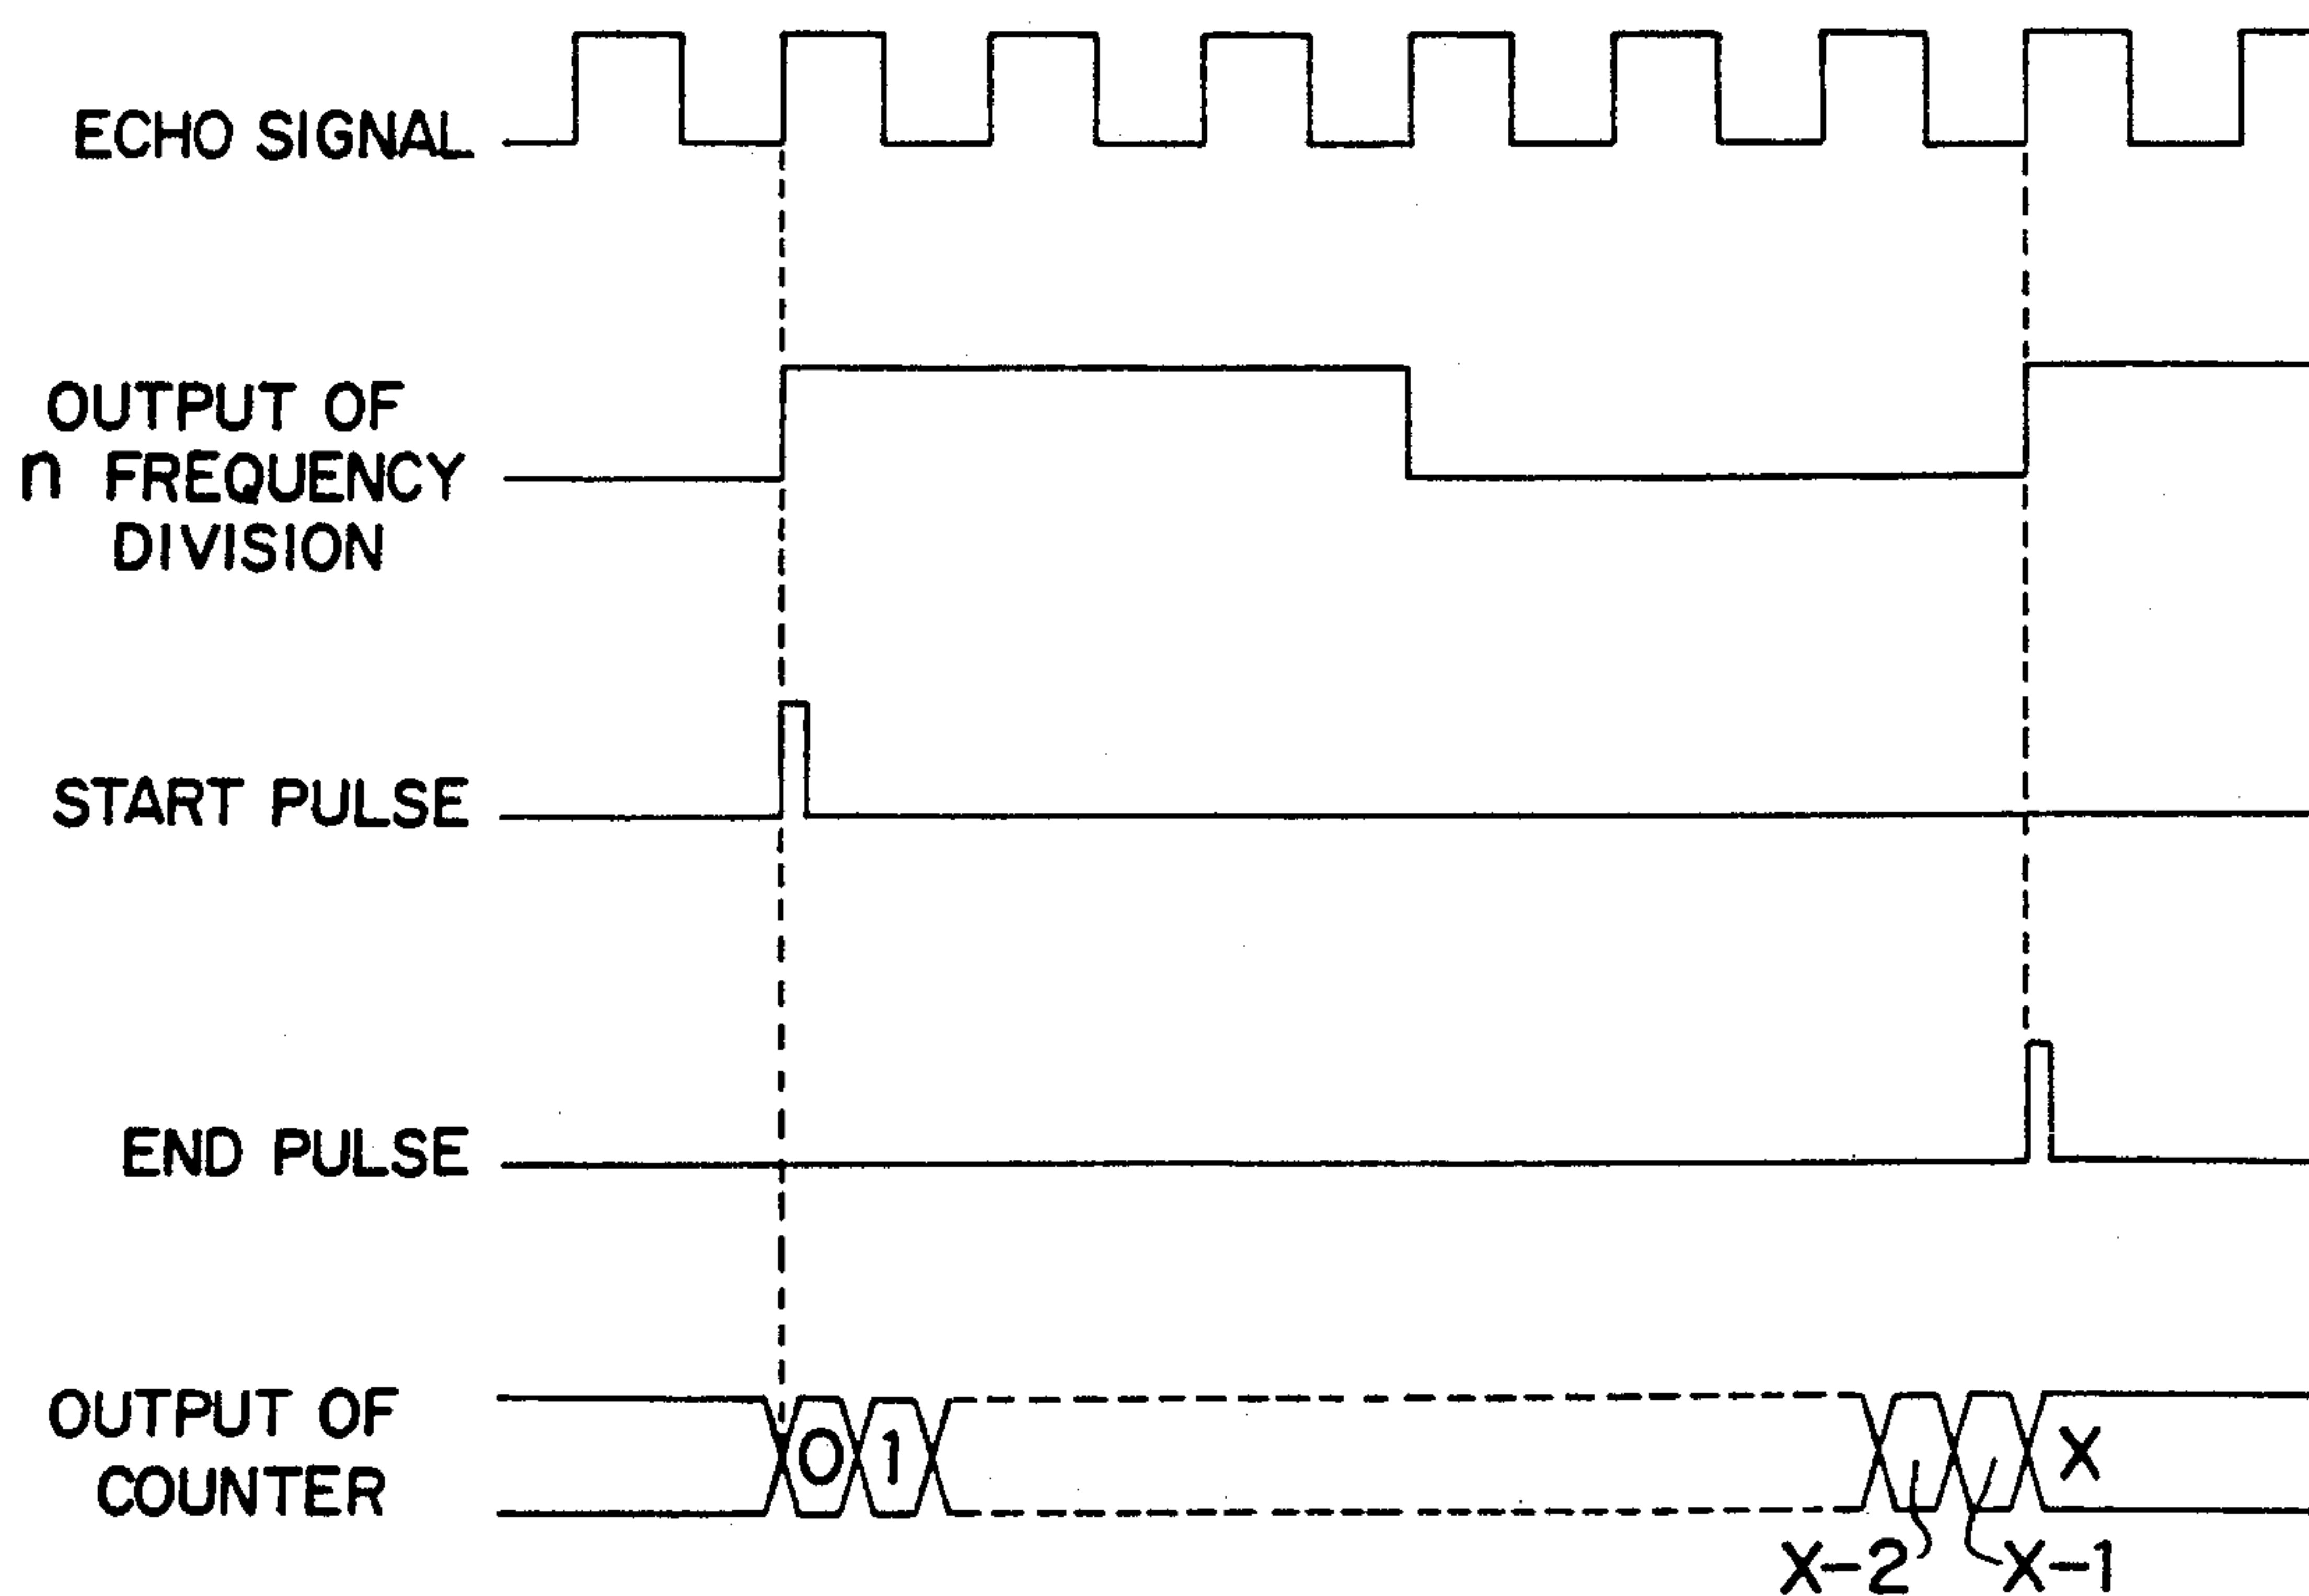 ECHO SIGNAL
OUTPUT OF
n FREQUENCY
DIVISION
START PULSE
END PULSE
OUTPUT OF
COUNTER
0 1
X
X-2 X-1